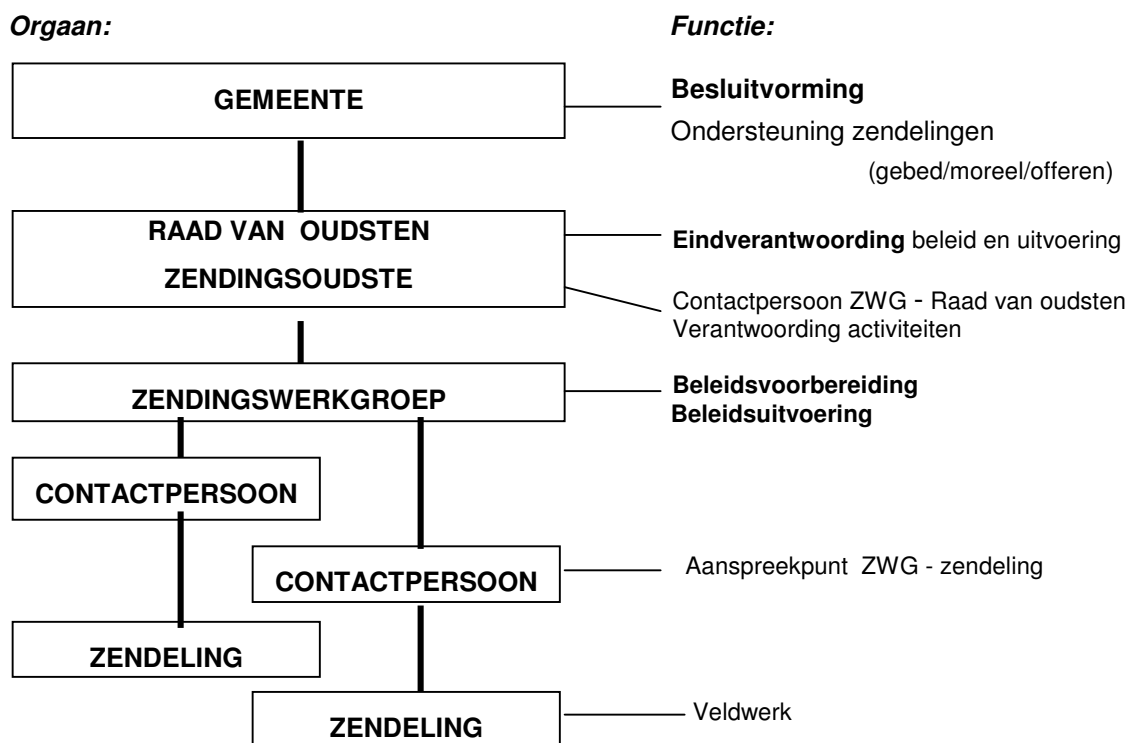 Orgaan: Functie:
GEMEENTE
Besluitvorming
Ondersteuning zendelingen
(gebed/moreel/offeren)
RAAD VAN OUDSTEN
Eindverantwoording beleid en uitvoering
ZENDINGSOUDSTE
Contactpersoon ZWG - Raad van oudsten
Verantwoording activiteiten
ZENDINGSWERKGROEP
Beleidsvoorbereiding
Beleidsuitvoering
CONTACTPERSOON
CONTACTPERSOON
Aanspreekpunt ZWG - zendeling
ZENDELING
ZENDELING
Veldwerk